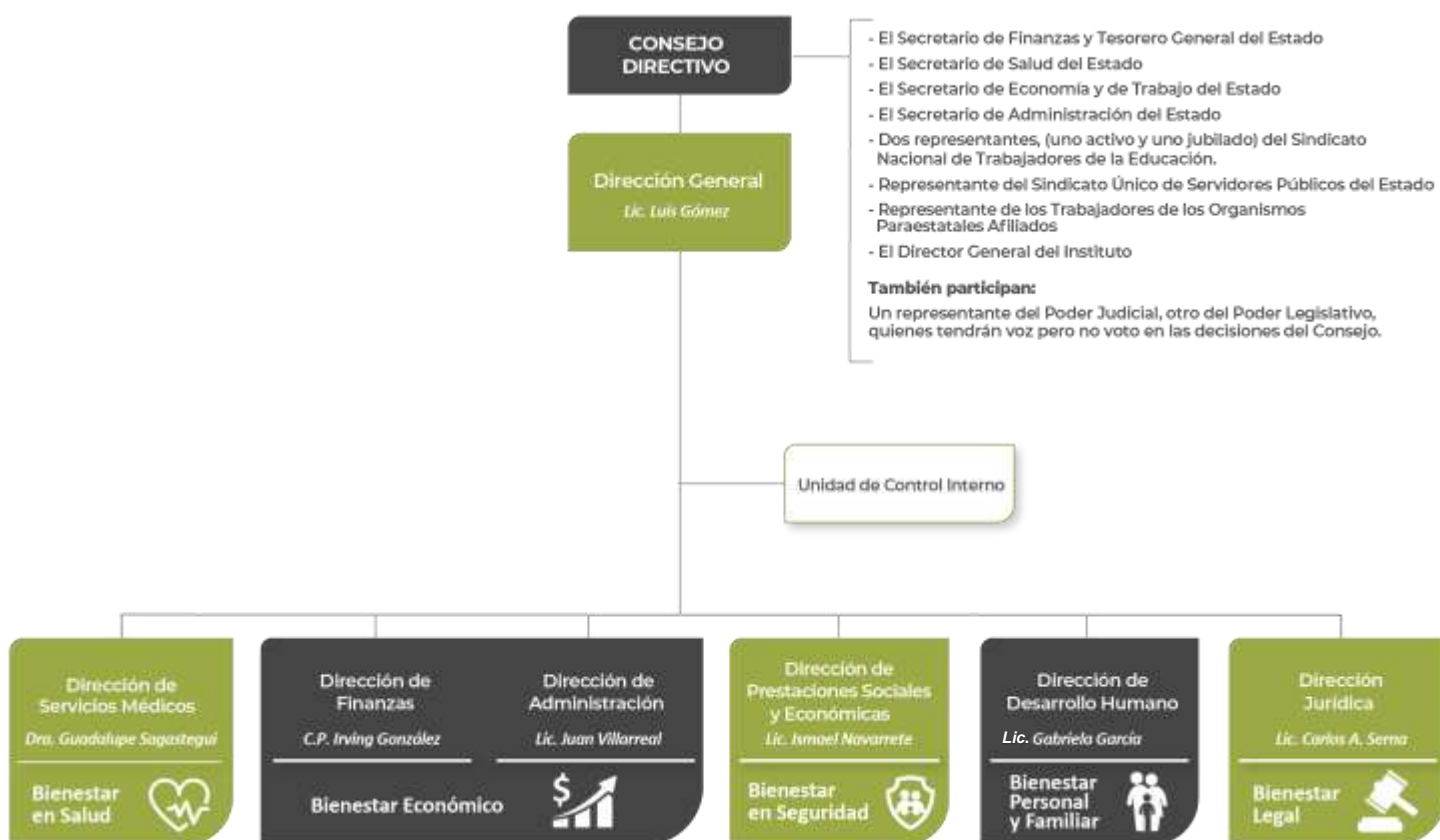 CONSEJO
DIRECTIVO
- El Secretario de Finanzas y Tesorero General del Estado
- El Secretario de Salud del Estado
- El Secretario de Economía y de Trabajo del Estado
- El Secretario de Administración del Estado
- Dos representantes, (uno activo y uno jubilado) del Sindicato
Nacional de Trabajadores de la Educación.
- Representante del Sindicato Único de Servidores Públicos del Estado
- Representante de los Trabajadores de los Organismos
Paraestatales Afiliados
- El Director General del Instituto
También participan:
Un representante del Poder Judicial, otro del Poder Legislativo,
quienes tendrán voz pero no voto en las decisiones del Consejo.
Dirección General
Lic. Luis Gómez
Unidad de Control Interno
Dirección de
Servicios Médicos
Dra. Guadalupe Sagastegui
Bienestar
en Salud
Dirección de
Finanzas
C.P. Irving González
Dirección de
Administración
Lic. Juan Villarreal
Bienestar Económico
$
Dirección de
Prestaciones Sociales
y Económicas
Lic. Ismael Navarrete
Bienestar
en Seguridad
Dirección de
Desarrollo Humano
Lic. Gabriela García
Bienestar
Personal
y Familiar
Dirección
Jurídica
Lic. Carlos A. Serna
Bienestar
Legal